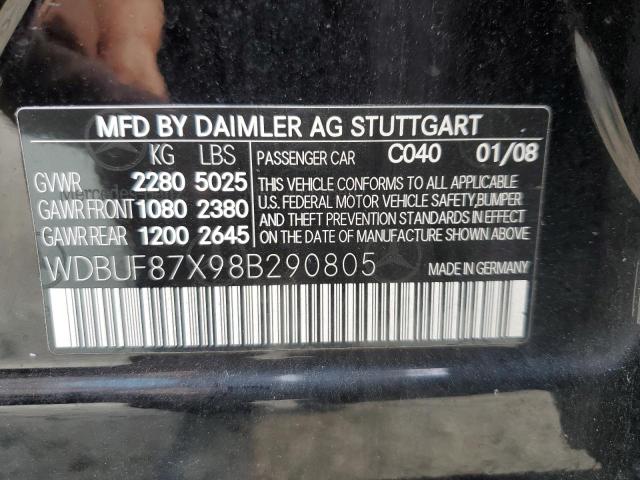 MFD BY DAIMLER AG STUTTGART
KG LBS PASSENGER CAR C040 01/08
GVWR 2280 5025
GAWR FRONT 1080 2380
GAWR REAR 1200 2645
THIS VEHICLE CONFORMS TO ALL APPLICABLE
U.S. FEDERAL MOTOR VEHICLE SAFETY, BUMPER
AND THEFT PREVENTION STANDARDS IN EFFECT
ON THE DATE OF MANUFACTURE SHOWN ABOVE.
WDBUF87X98B290805 MADE IN GERMANY